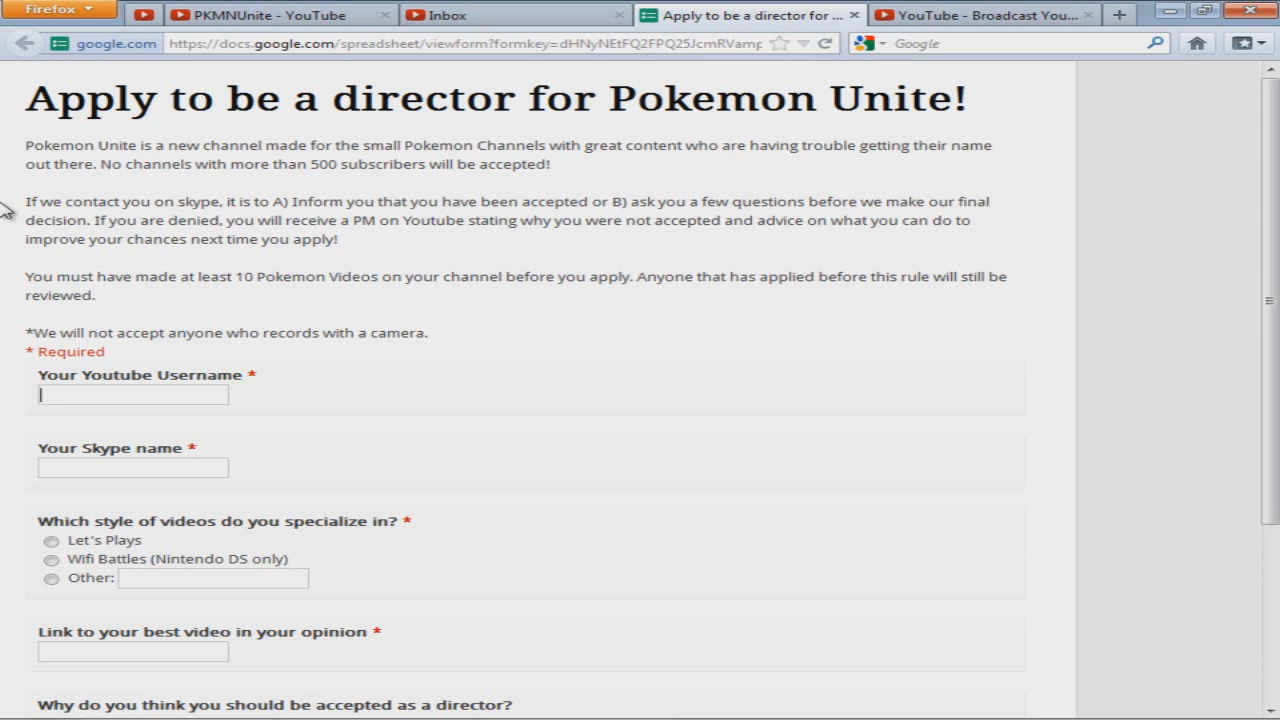 Firefox
PKMNUnite - YouTube
Inbox
Apply to be a director for ...
YouTube - Broadcast You...
google.com
https://docs.google.com/spreadsheet/viewform?formkey=dHNyNEtFQ2FPQ25JcmRVamp
Google
Apply to be a director for Pokemon Unite!
Pokemon Unite is a new channel made for the small Pokemon Channels with great content who are having trouble getting their name
out there. No channels with more than 500 subscribers will be accepted!
If we contact you on skype, it is to A) Inform you that you have been accepted or B) ask you a few questions before we make our final
decision. If you are denied, you will receive a PM on Youtube stating why you were not accepted and advice on what you can do to
improve your chances next time you apply!
You must have made at least 10 Pokemon Videos on your channel before you apply. Anyone that has applied before this rule will still be
reviewed.
*We will not accept anyone who records with a camera.
* Required
Your Youtube Username *
Your Skype name *
Which style of videos do you specialize in? *
Let's Plays
Wifi Battles (Nintendo DS only)
Other:
Link to your best video in your opinion *
Why do you think you should be accepted as a director?